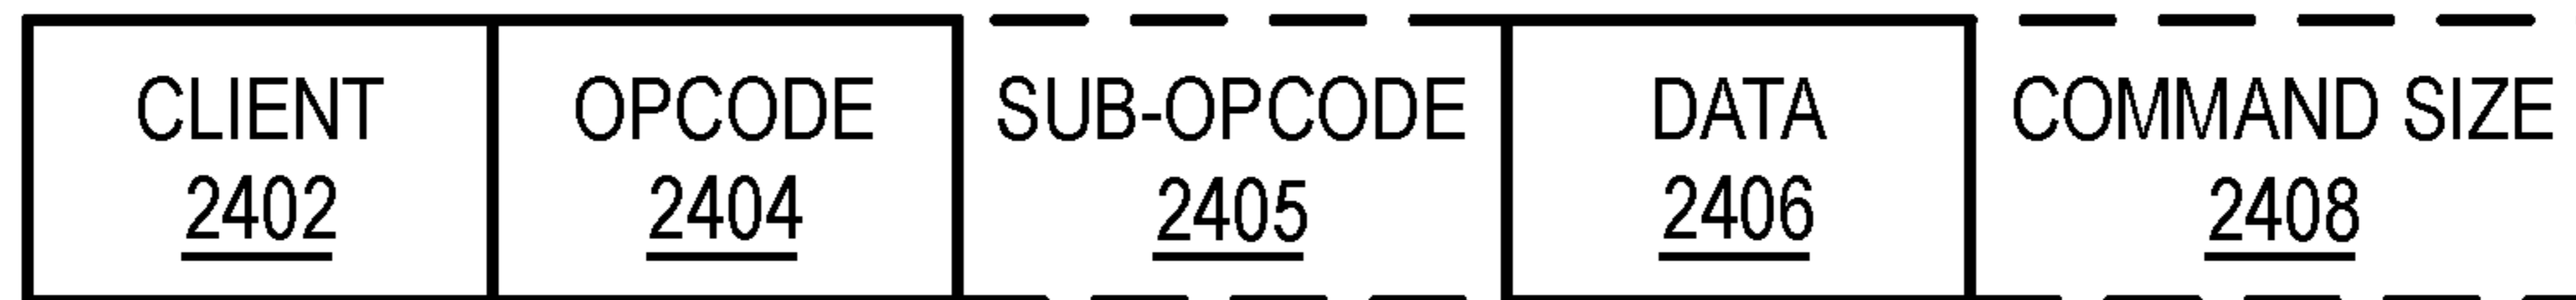 CLIENT
2402
OPCODE
2404
SUB-OPCODE
2405
DATA
2406
COMMAND SIZE
2408